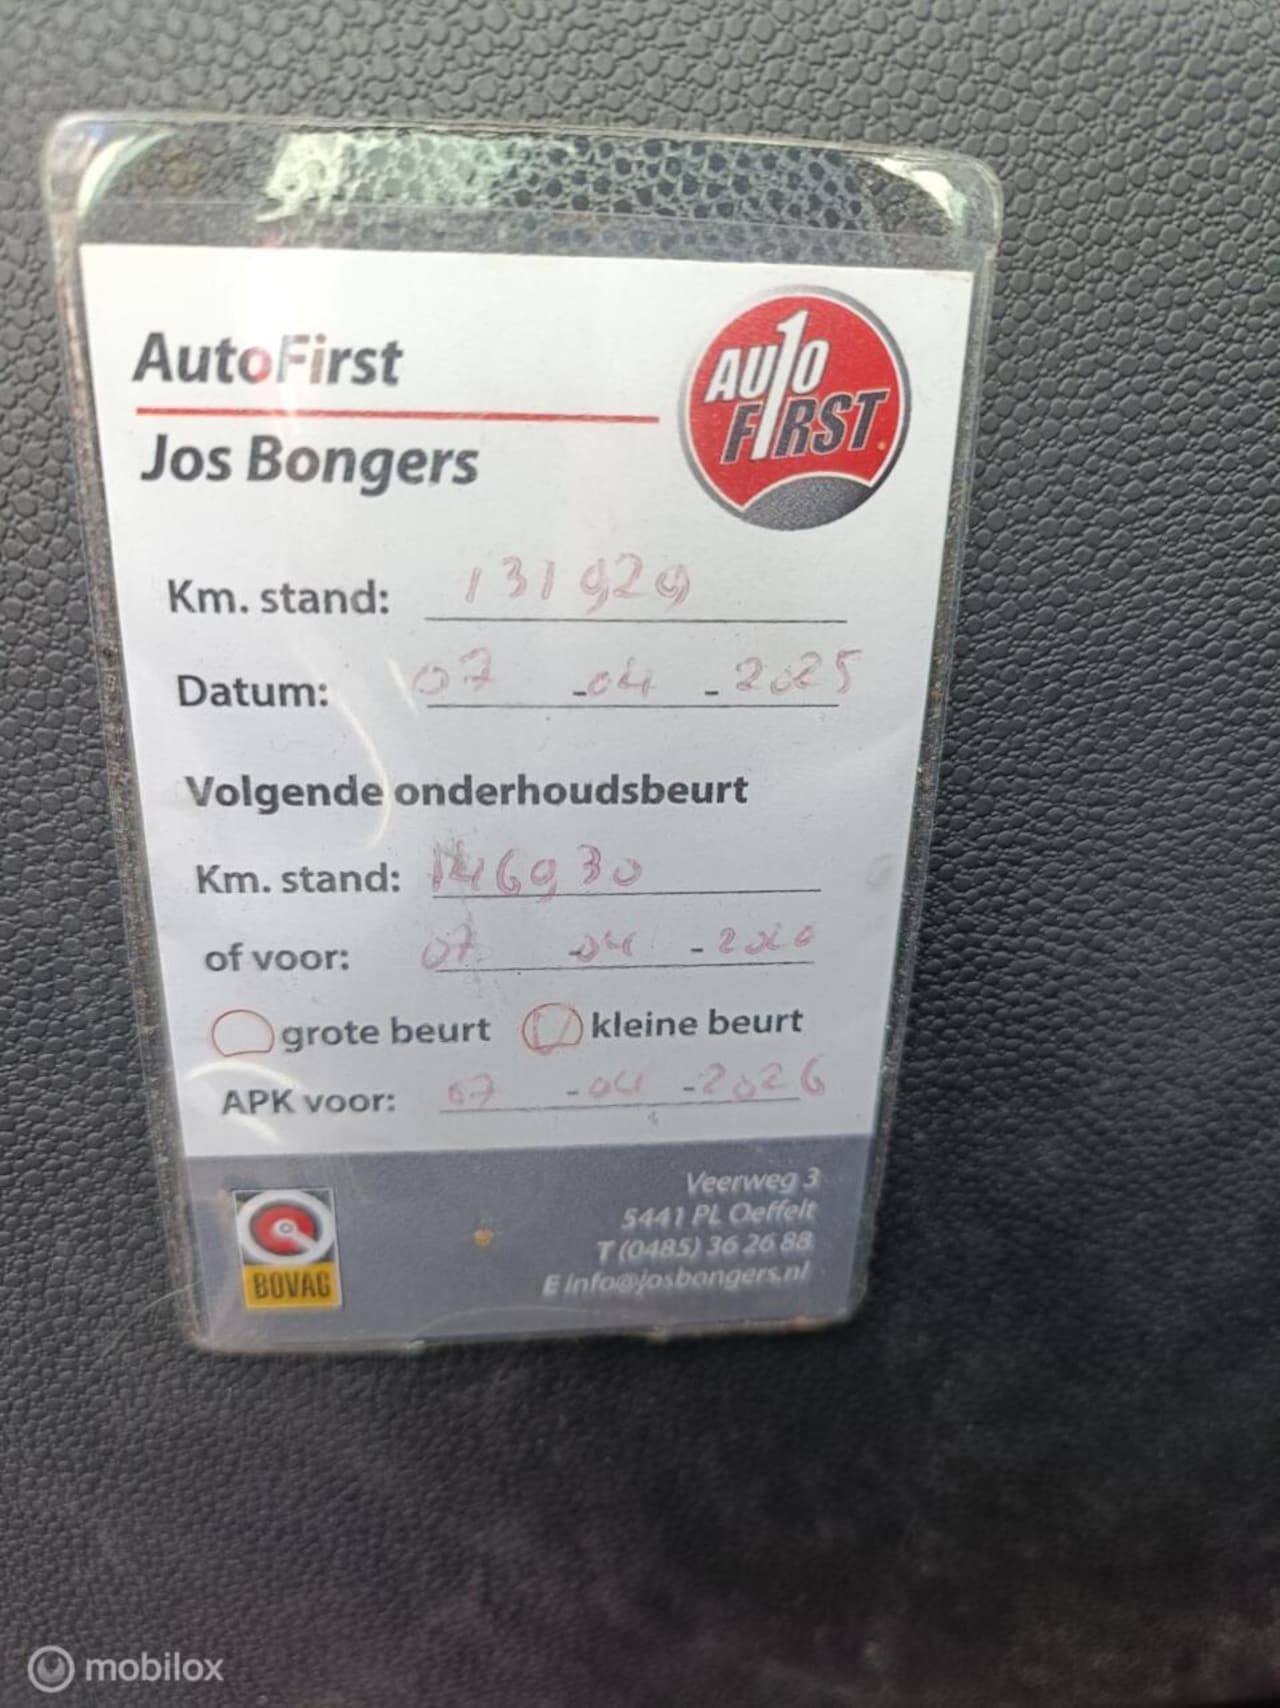 AutoFirst
AUTO
F1RST
Jos Bongers
Km. stand: 131929
Datum: 07 - 04 - 2025
Volgende onderhoudsbeurt
Km. stand: 146930
of voor: 07 - 04 - 2026
grote beurt kleine beurt
APK voor: 07 - 04 - 2026
Veerweg 3
5441 PL Oeffelt
T (0485) 36 26 88
E info@josbongers.nl
BOVAG
mobilox